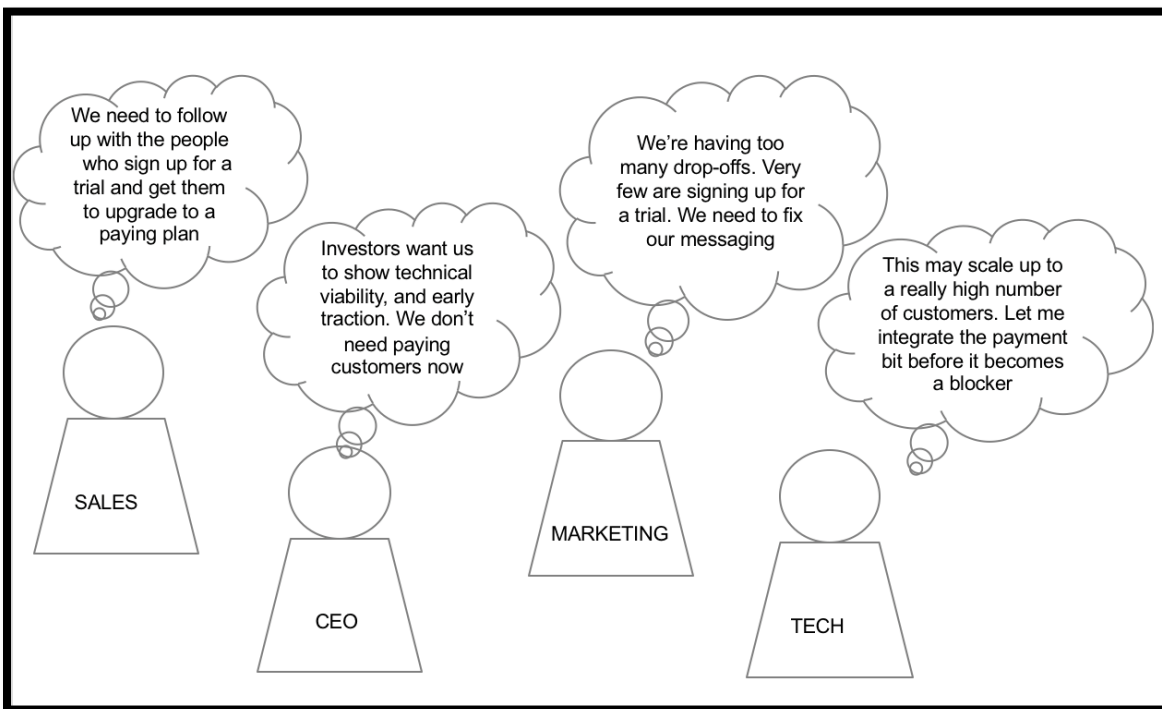 We need to follow
up with the people
who sign up for a
trial and get them
to upgrade to a
paying plan
SALES
Investors want us
to show technical
viability, and early
traction. We don’t
need paying
customers now
CEO
We’re having too
many drop-offs. Very
few are signing up for
a trial. We need to fix
our messaging
MARKETING
This may scale up to
a really high number
of customers. Let me
integrate the payment
bit before it becomes
a blocker
TECH